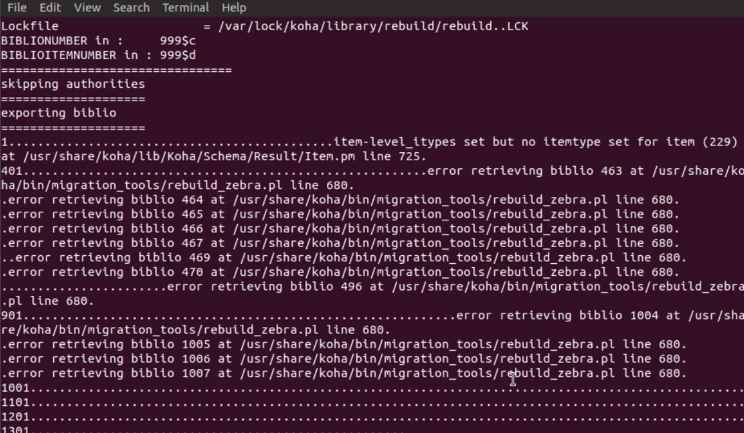 File Edit View Search Terminal Help
Lockfile = /var/lock/koha/library/rebuild/rebuild..LCK
BIBLIONUMBER in : 999$c
BIBLIOITEMNUMBER in : 999$d
================================
skipping authorities
====================
exporting biblio
====================
1.............................................item-level_itypes set but no itemtype set for item (229)
at /usr/share/koha/lib/Koha/Schema/Result/Item.pm line 725.
401.......................................................error retrieving biblio 463 at /usr/share/ko
ha/bin/migration_tools/rebuild_zebra.pl line 680.
.error retrieving biblio 464 at /usr/share/koha/bin/migration_tools/rebuild_zebra.pl line 680.
.error retrieving biblio 465 at /usr/share/koha/bin/migration_tools/rebuild_zebra.pl line 680.
.error retrieving biblio 466 at /usr/share/koha/bin/migration_tools/rebuild_zebra.pl line 680.
.error retrieving biblio 467 at /usr/share/koha/bin/migration_tools/rebuild_zebra.pl line 680.
..error retrieving biblio 469 at /usr/share/koha/bin/migration_tools/rebuild_zebra.pl line 680.
.error retrieving biblio 470 at /usr/share/koha/bin/migration_tools/rebuild_zebra.pl line 680.
.......................error retrieving biblio 496 at /usr/share/koha/bin/migration_tools/rebuild_zebra
.pl line 680.
901...........................................................error retrieving biblio 1004 at /usr/sha
re/koha/bin/migration_tools/rebuild_zebra.pl line 680.
.error retrieving biblio 1005 at /usr/share/koha/bin/migration_tools/rebuild_zebra.pl line 680.
.error retrieving biblio 1006 at /usr/share/koha/bin/migration_tools/rebuild_zebra.pl line 680.
.error retrieving biblio 1007 at /usr/share/koha/bin/migration_tools/rebuild_zebra.pl line 680.
1001...................................................................................................
1101...................................................................................................
1201...................................................................................................
1301....................................................